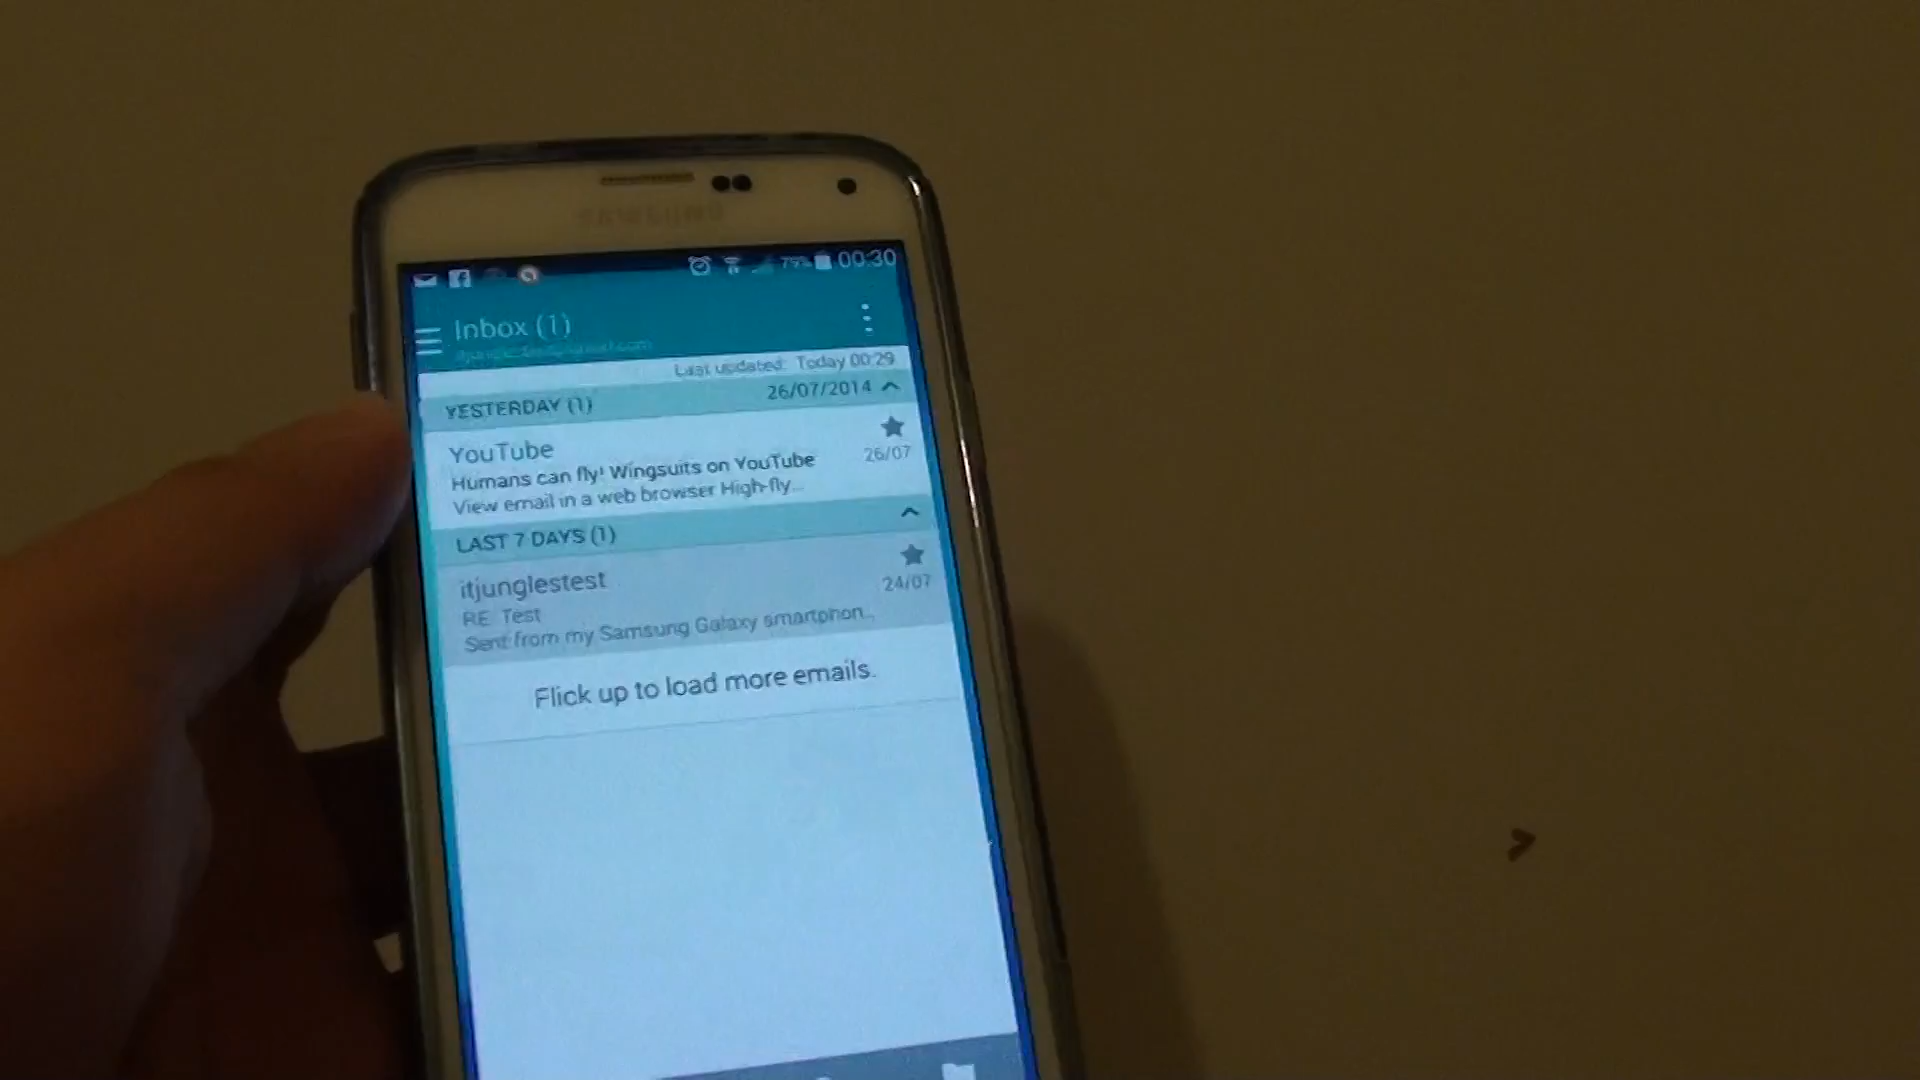 SAMSUNG
79% 00:30
Inbox (1)
Last updated: Today 00:29
YESTERDAY (1) 26/07/2014
YouTube
Humans can fly! Wingsuits on YouTube 26/07
View email in a web browser High-fly...
LAST 7 DAYS (1)
itjunglestest
24/07
RE: Test
Sent from my Samsung Galaxy smartphon...
Flick up to load more emails.